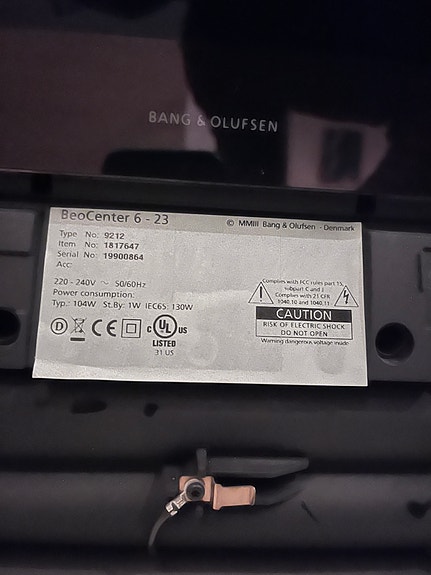 BANG & OLUFSEN
BeoCenter 6 - 23
© MMIII Bang & Olufsen - Denmark
Type No: 9212
Item No: 1817647
Serial No: 19900864
Acc:
220 - 240V ~ 50/60Hz
Power consumption:
Typ.: 104W St.By: 1W IEC65: 130W
D CE c UL US
LISTED
31 US
Complies with FCC rules part 15,
subpart C and J
Complies with 21 CFR
1040.10 and 1040.11
CAUTION
RISK OF ELECTRIC SHOCK
DO NOT OPEN
Warning dangerous voltage inside